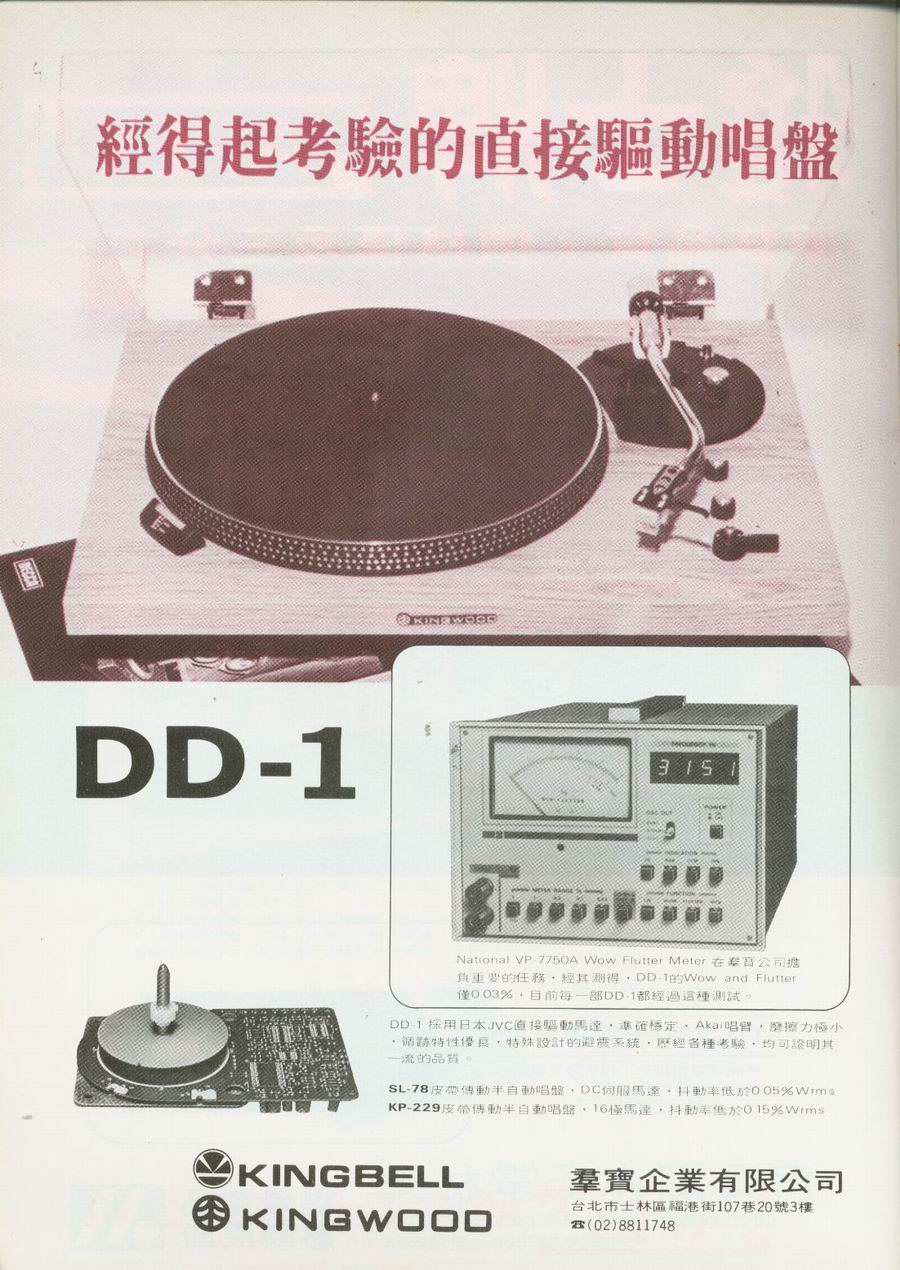 經得起考驗的直接驅動唱盤
KINGWOOD
DD-1
3151
POWER
OSC OUT
INDICATION
METER RANGE %
FUNCTION
National VP-7750A Wow Flutter Meter 在羣寶公司擔
負重要的任務，經其測得，DD-1的Wow and Flutter
僅0.03%，目前每一部DD-1都經過這種測試。
DD-1 採用日本JVC直接驅動馬達，準確穩定，Akai唱臂，磨擦力極小
，循跡特性優良，特殊設計的避震系統，歷經各種考驗，均可證明其
一流的品質。
SL-78皮帶傳動半自動唱盤，DC伺服馬達，抖動率低於0.05%Wrms
KP-229皮帶傳動半自動唱盤，16極馬達，抖動率低於0.15%Wrms
KINGBELL
KINGWOOD
羣寶企業有限公司
台北市士林區福港街107巷20號3樓
☎(02)8811748